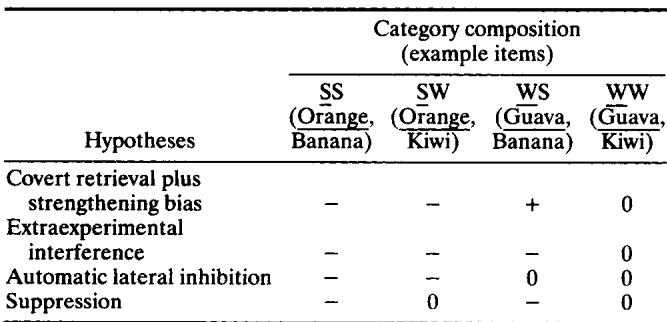 Category composition
(example items)
SS SW WS WW
(Orange, (Orange, (Guava, (Guava,
Hypotheses Banana) Kiwi) Banana) Kiwi)
Covert retrieval plus
strengthening bias – – + 0
Extraexperimental
interference – – – 0
Automatic lateral inhibition – – 0 0
Suppression – 0 – 0